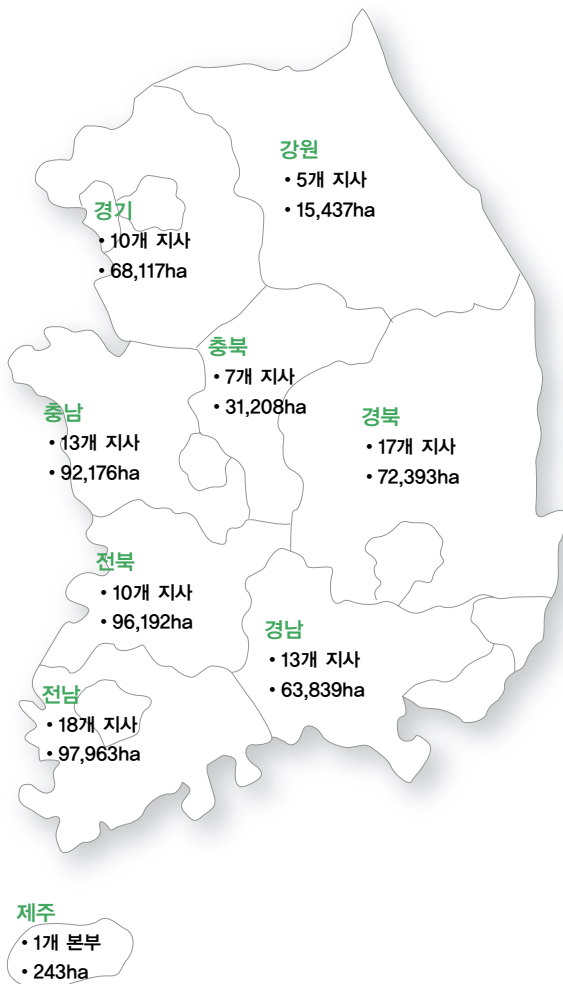 강원
• 5개 지사
• 15,437ha
경기
• 10개 지사
• 68,117ha
충북
• 7개 지사
• 31,208ha
충남
• 13개 지사
• 92,176ha
경북
• 17개 지사
• 72,393ha
전북
• 10개 지사
• 96,192ha
경남
• 13개 지사
• 63,839ha
전남
• 18개 지사
• 97,963ha
제주
• 1개 본부
• 243ha